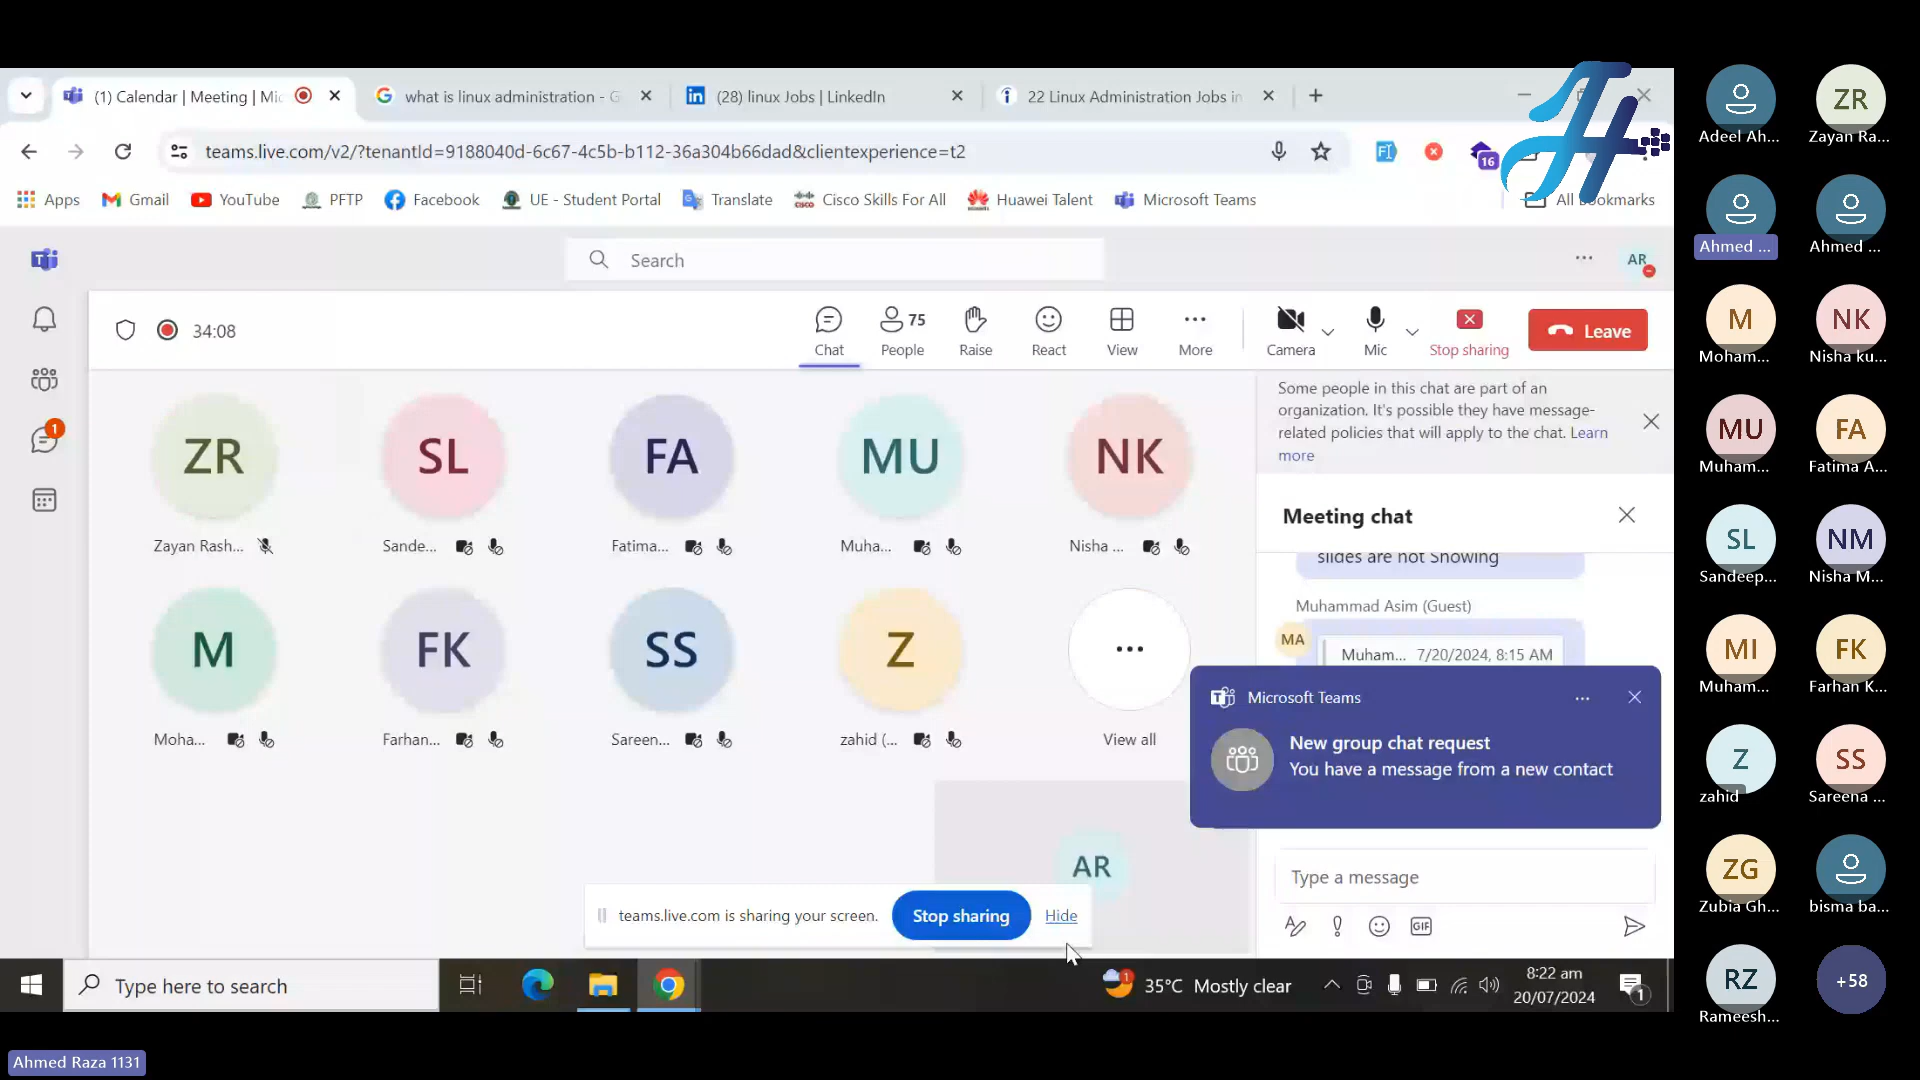 (1) Calendar | Meeting | Mic
what is linux administration - G
(28) linux Jobs | LinkedIn
22 Linux Administration Jobs in
teams.live.com/v2/?tenantId=9188040d-6c67-4c5b-b112-36a304b66dad&clientexperience=t2
16
Apps
Gmail
YouTube
PFTP
Facebook
UE - Student Portal
Translate
Cisco Skills For All
Huawei Talent
Microsoft Teams
All Bookmarks
Search
AR
34:08
Chat
75
People
Raise
React
View
More
Camera
Mic
Stop sharing
Leave
1
ZR
Zayan Rash...
SL
Sande...
FA
Fatima...
MU
Muha...
NK
Nisha ...
M
Moha...
FK
Farhan...
SS
Sareen...
Z
zahid (...
View all
AR
Some people in this chat are part of an
organization. It's possible they have message-
related policies that will apply to the chat. Learn
more
Meeting chat
slides are not Showing
Muhammad Asim (Guest)
MA
Muham... 7/20/2024, 8:15 AM
Microsoft Teams
New group chat request
You have a message from a new contact
Type a message
GIF
teams.live.com is sharing your screen.
Stop sharing
Hide
Type here to search
1
35°C Mostly clear
8:22 am
20/07/2024
1
Adeel Ah...
ZR
Zayan Ra...
Ahmed ...
Ahmed ...
M
Moham...
NK
Nisha ku...
MU
Muham...
FA
Fatima A...
SL
Sandeep...
NM
Nisha M...
MI
Muham...
FK
Farhan K...
Z
zahid
SS
Sareena ...
ZG
Zubia Gh...
bisma ba...
RZ
Rameesh...
+58
Ahmed Raza 1131